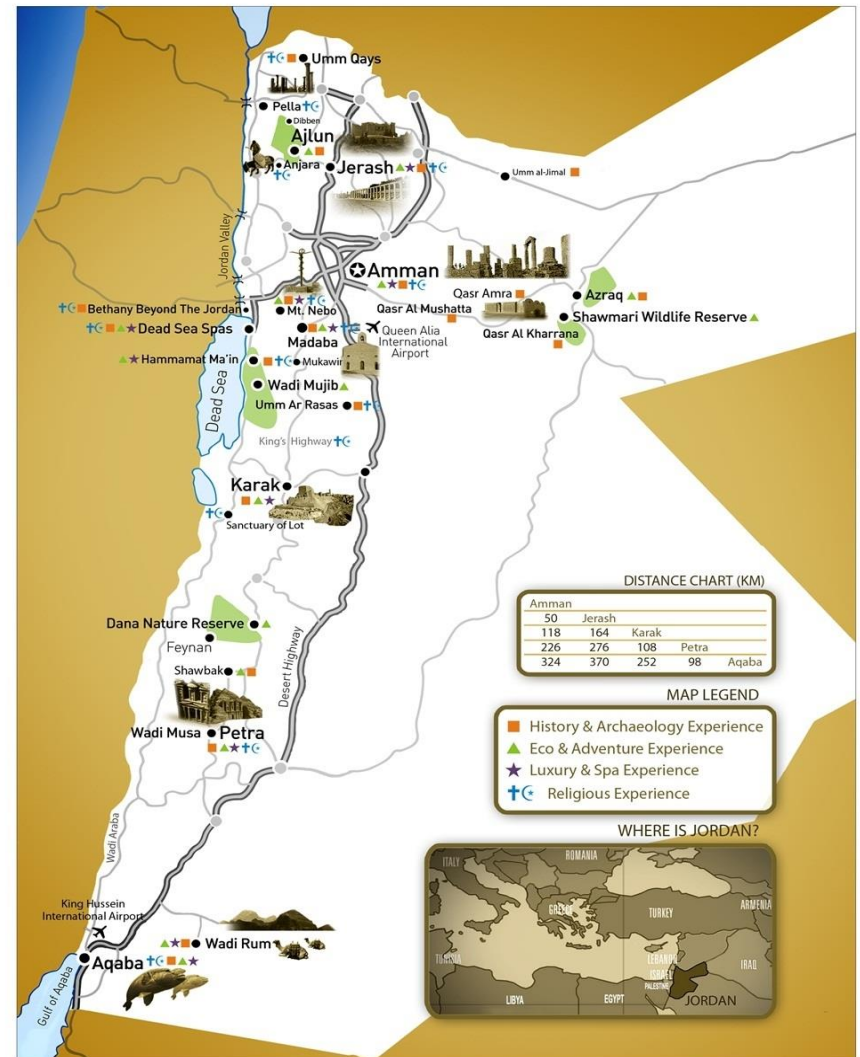 Umm Qays
Pella
Dibben
Ajlun
Anjara
Jerash
Umm al-Jimal
Jordan Valley
Amman
Qasr Amra
Azraq
Bethany Beyond The Jordan
Mt. Nebo
Qasr Al Mushatta
Shawmari Wildlife Reserve
Dead Sea Spas
Madaba
Queen Alia
International
Airport
Qasr Al Kharrana
Hammamat Ma'in
Mukawir
Dead Sea
Wadi Mujib
Umm Ar Rasas
King's Highway
Karak
Sanctuary of Lot
Dana Nature Reserve
Feynan
Desert Highway
Shawbak
Wadi Musa
Petra
Wadi Araba
King Hussein
International Airport
Wadi Rum
Aqaba
Gulf of Aqaba
DISTANCE CHART (KM)
Amman
50 Jerash
118 164 Karak
226 276 108 Petra
324 370 252 98 Aqaba
MAP LEGEND
History & Archaeology Experience
Eco & Adventure Experience
Luxury & Spa Experience
Religious Experience
WHERE IS JORDAN?
ITALY
ROMANIA
GREECE
TURKEY
ARMENIA
TUNISIA
LEBANON
ISRAEL
PALESTINE
IRAQ
LIBYA
EGYPT
JORDAN